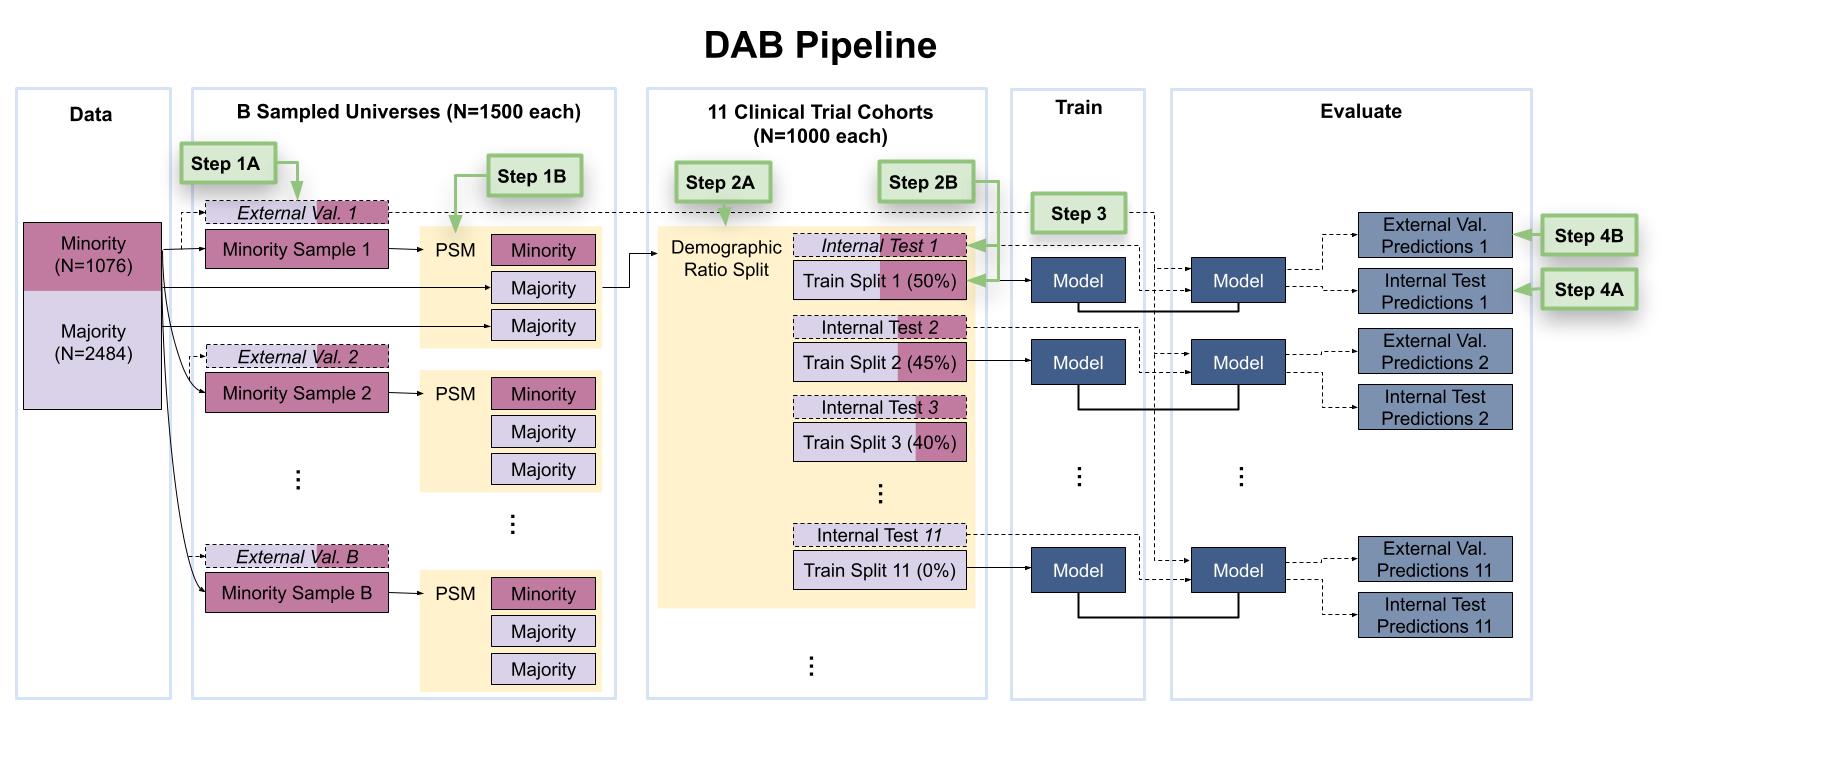 DAB Pipeline
Data
Minority
(N=1076)
Majority
(N=2484)
B Sampled Universes (N=1500 each)
Step 1A
Step 1B
External Val. 1
Minority Sample 1
PSM
Minority
Majority
Majority
External Val. 2
Minority Sample 2
PSM
Minority
Majority
Majority
External Val. B
Minority Sample B
PSM
Minority
Majority
Majority
11 Clinical Trial Cohorts
(N=1000 each)
Step 2A
Step 2B
Demographic
Ratio Split
Internal Test 1
Train Split 1 (50%)
Internal Test 2
Train Split 2 (45%)
Internal Test 3
Train Split 3 (40%)
Internal Test 11
Train Split 11 (0%)
Train
Step 3
Model
Model
Model
Evaluate
Model
Model
Model
External Val.
Predictions 1
Internal Test
Predictions 1
External Val.
Predictions 2
Internal Test
Predictions 2
External Val.
Predictions 11
Internal Test
Predictions 11
Step 4B
Step 4A